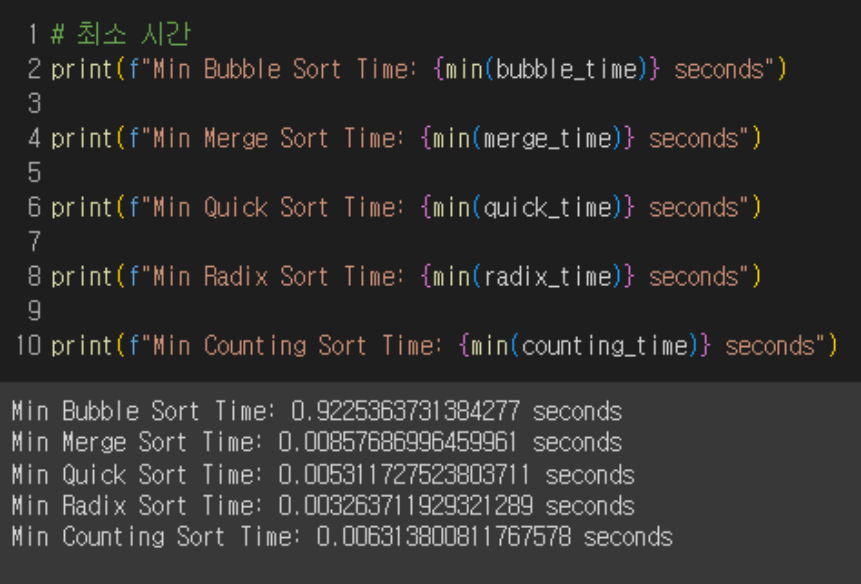 1 # 최소 시간
2 print(f"Min Bubble Sort Time: {min(bubble_time)} seconds")
3
4 print(f"Min Merge Sort Time: {min(merge_time)} seconds")
5
6 print(f"Min Quick Sort Time: {min(quick_time)} seconds")
7
8 print(f"Min Radix Sort Time: {min(radix_time)} seconds")
9
10 print(f"Min Counting Sort Time: {min(counting_time)} seconds")
Min Bubble Sort Time: 0.9225363731384277 seconds
Min Merge Sort Time: 0.00857686996459961 seconds
Min Quick Sort Time: 0.005311727523803711 seconds
Min Radix Sort Time: 0.003263711929321289 seconds
Min Counting Sort Time: 0.006313800811767578 seconds